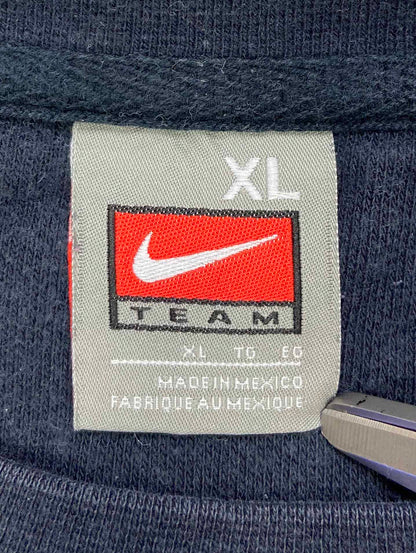 XL
TEAM
XL TG EG
MADE IN MEXICO
FABRIQUE AU MEXIQUE